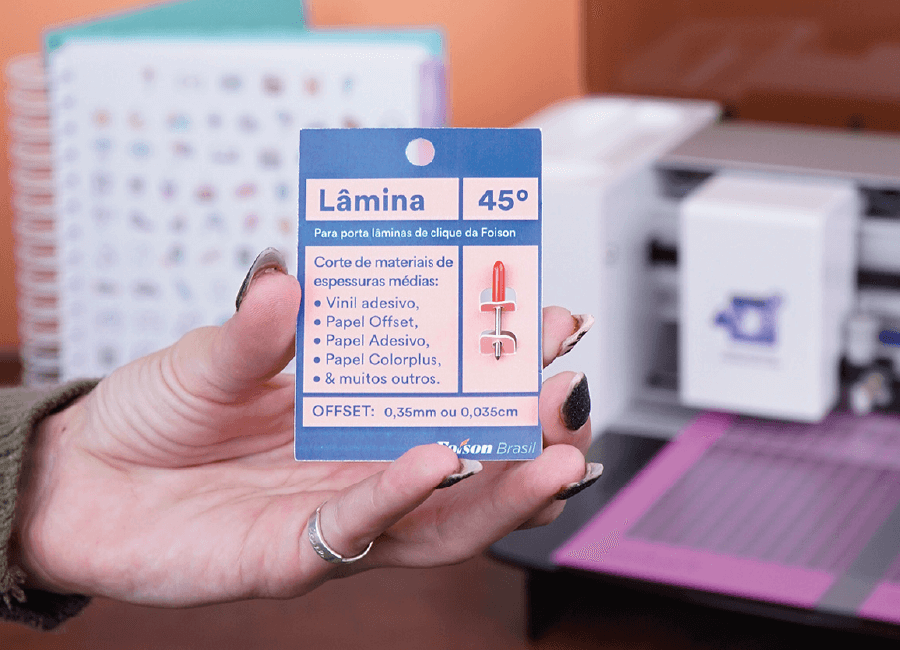 Lâmina
45º
Para porta lâminas de clique da Foison
Corte de materiais de
espessuras médias:
• Vinil adesivo,
• Papel Offset,
• Papel Adesivo,
• Papel Colorplus,
• & muitos outros.
OFFSET: 0,35mm ou 0,035cm
Foison Brasil